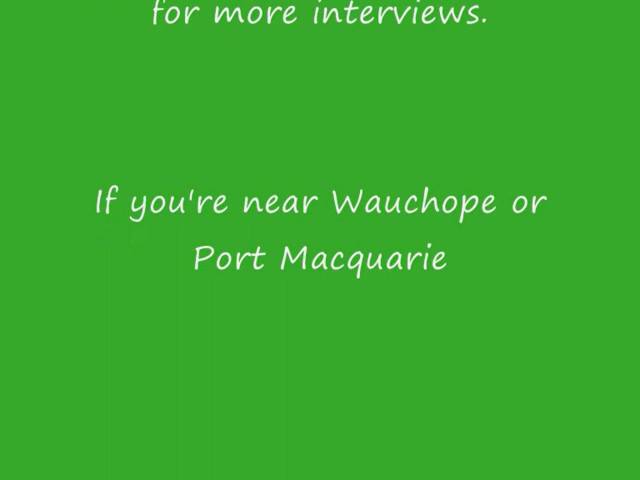 for more interviews.
If you're near Wauchope or
Port Macquarie